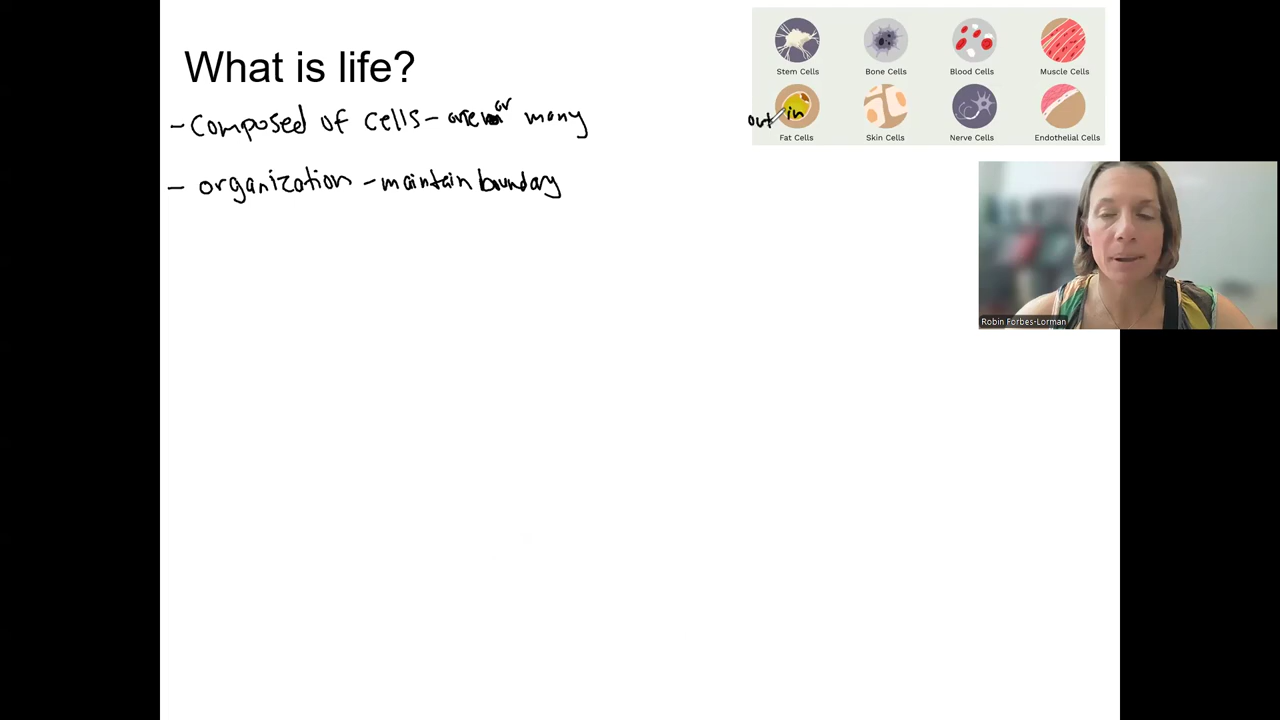 What is life?
- Composed of cells - one or many
- organization - maintain bounday
Stem Cells
Bone Cells
Blood Cells
Muscle Cells
out in
Fat Cells
Skin Cells
Nerve Cells
Endothelial Cells
Robin Forbes-Lorman